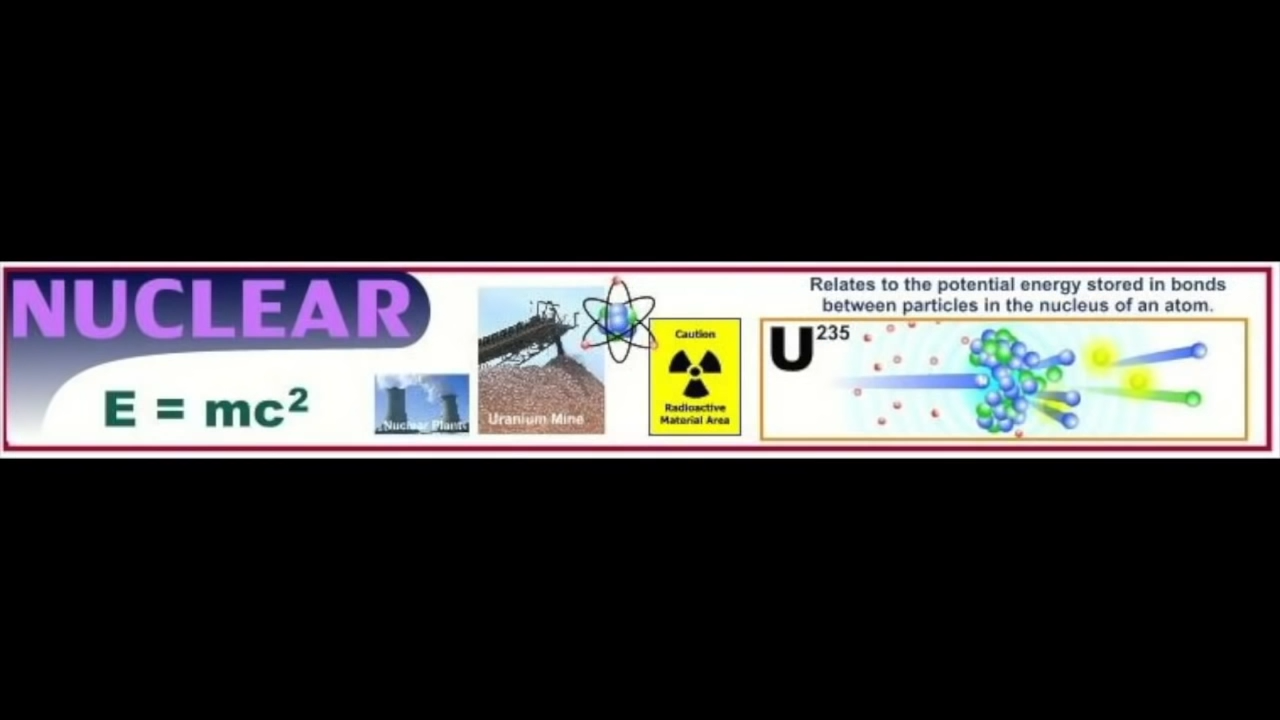 NUCLEAR
E = mc²
Nuclear Plant
Uranium Mine
Caution
Radioactive
Material Area
Relates to the potential energy stored in bonds
between particles in the nucleus of an atom.
U²³⁵